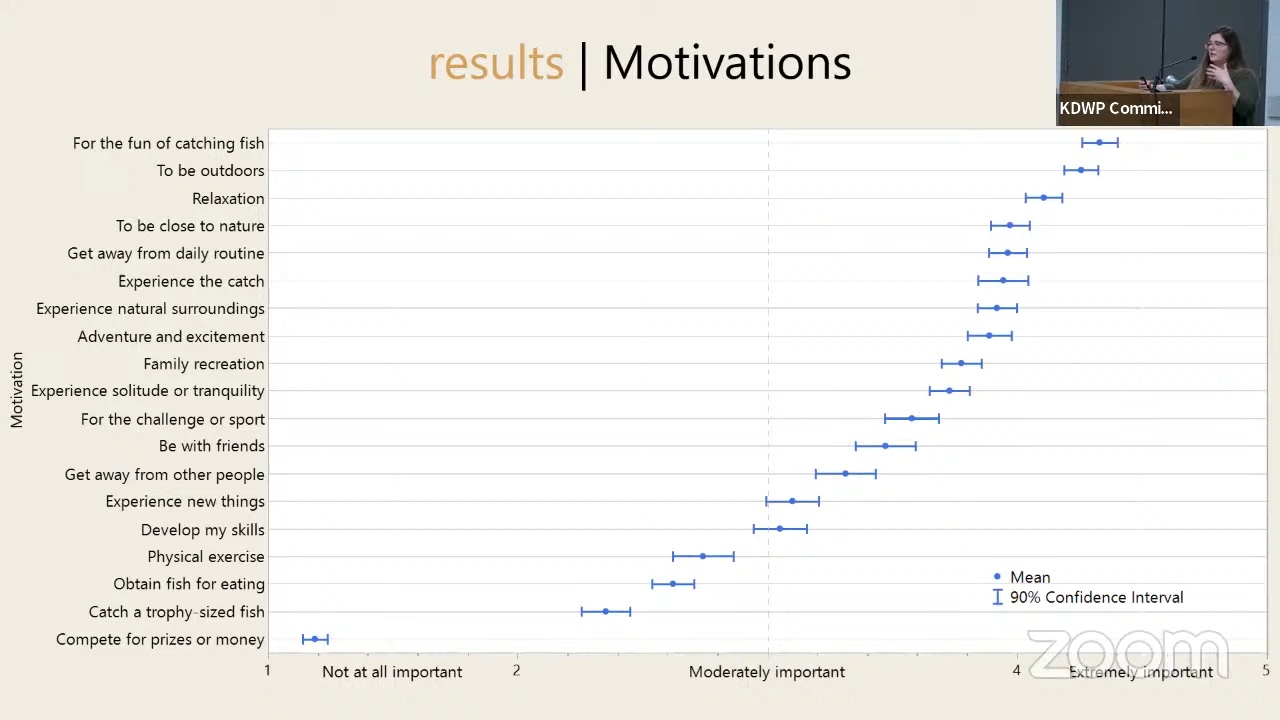 results | Motivations
KDWP Commi...
For the fun of catching fish
To be outdoors
Relaxation
To be close to nature
Get away from daily routine
Experience the catch
Experience natural surroundings
Adventure and excitement
Family recreation
Experience solitude or tranquility
For the challenge or sport
Be with friends
Get away from other people
Experience new things
Develop my skills
Physical exercise
Obtain fish for eating
Catch a trophy-sized fish
Compete for prizes or money
Motivation
Mean
90% Confidence Interval
zoom
1 Not at all important 2 Moderately important 4 Extremely important 5